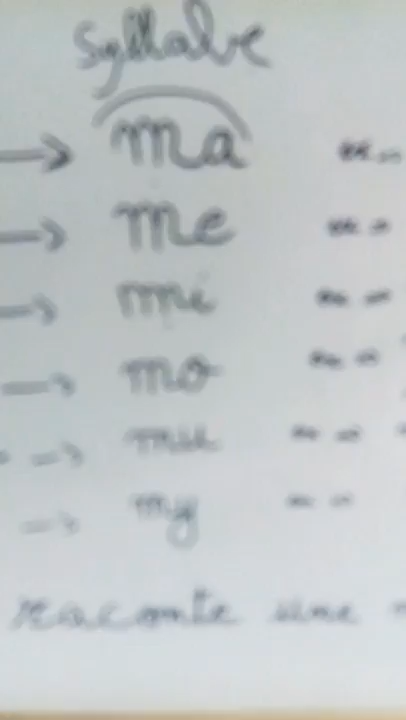 Syllabe
→ ma
→ me
→ mi
→ mo
→ mu
→ my
raconte une